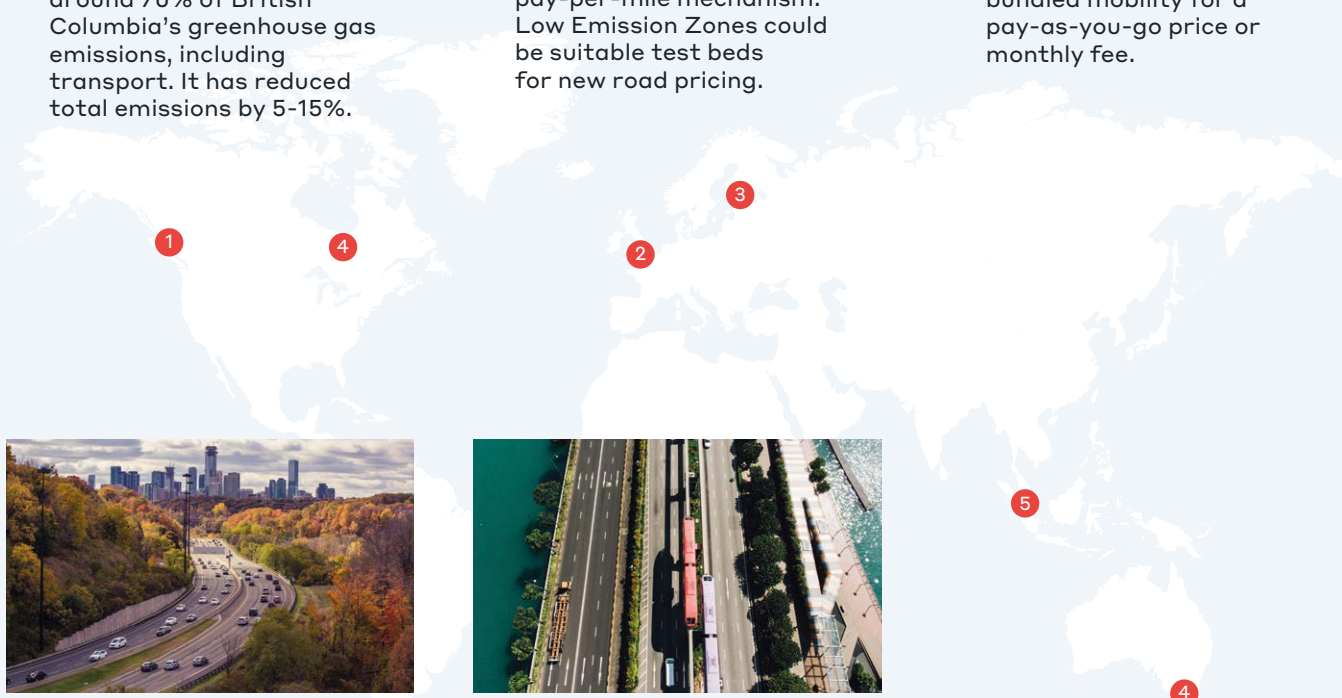 Columbia’s greenhouse gas
emissions, including
transport. It has reduced
total emissions by 5-15%.
Low Emission Zones could
be suitable test beds
for new road pricing.
pay-as-you-go price or
monthly fee.
3
1
4
2
5
4